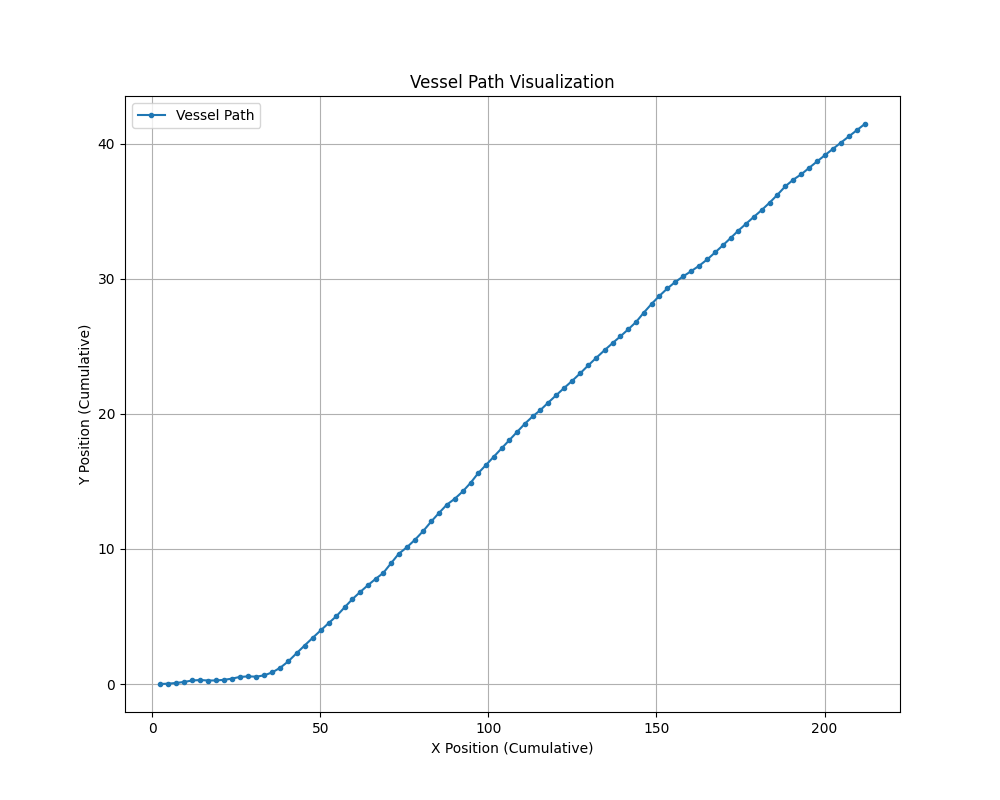 Vessel Path Visualization
Vessel Path
40
30
20
10
0
Y Position (Cumulative)
0 50 100 150 200
X Position (Cumulative)